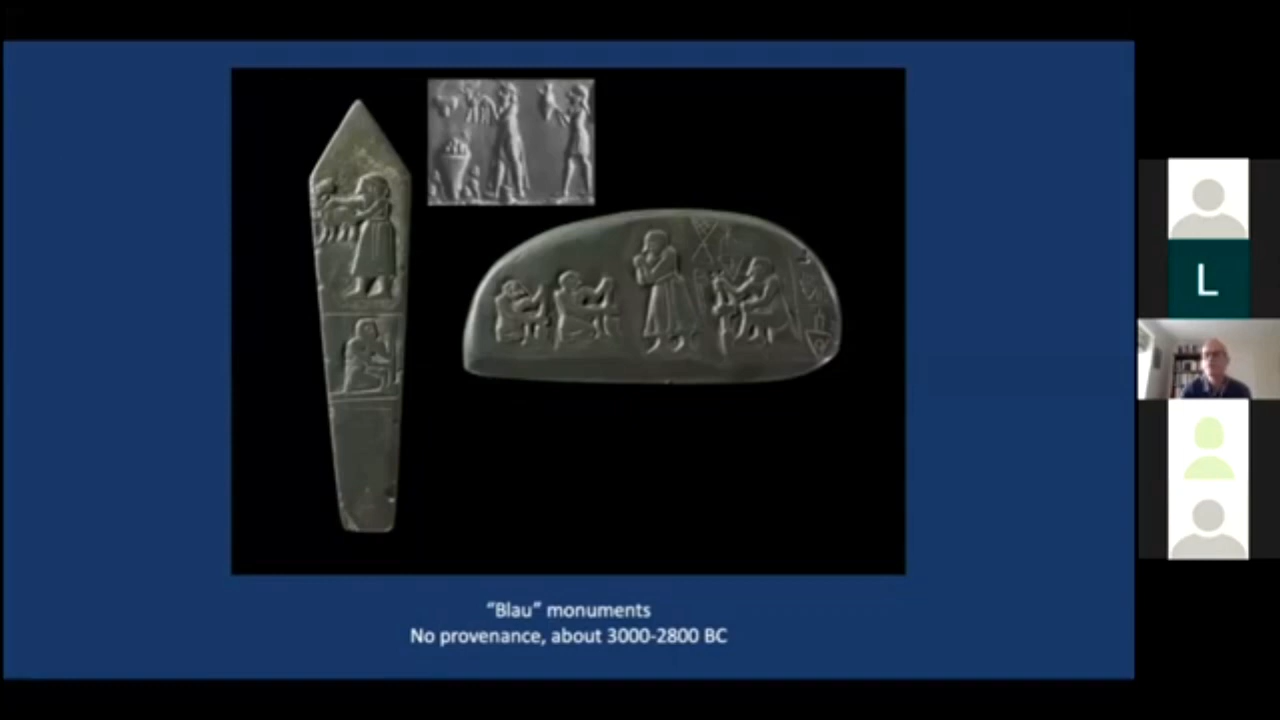 L
“Blau” monuments
No provenance, about 3000-2800 BC